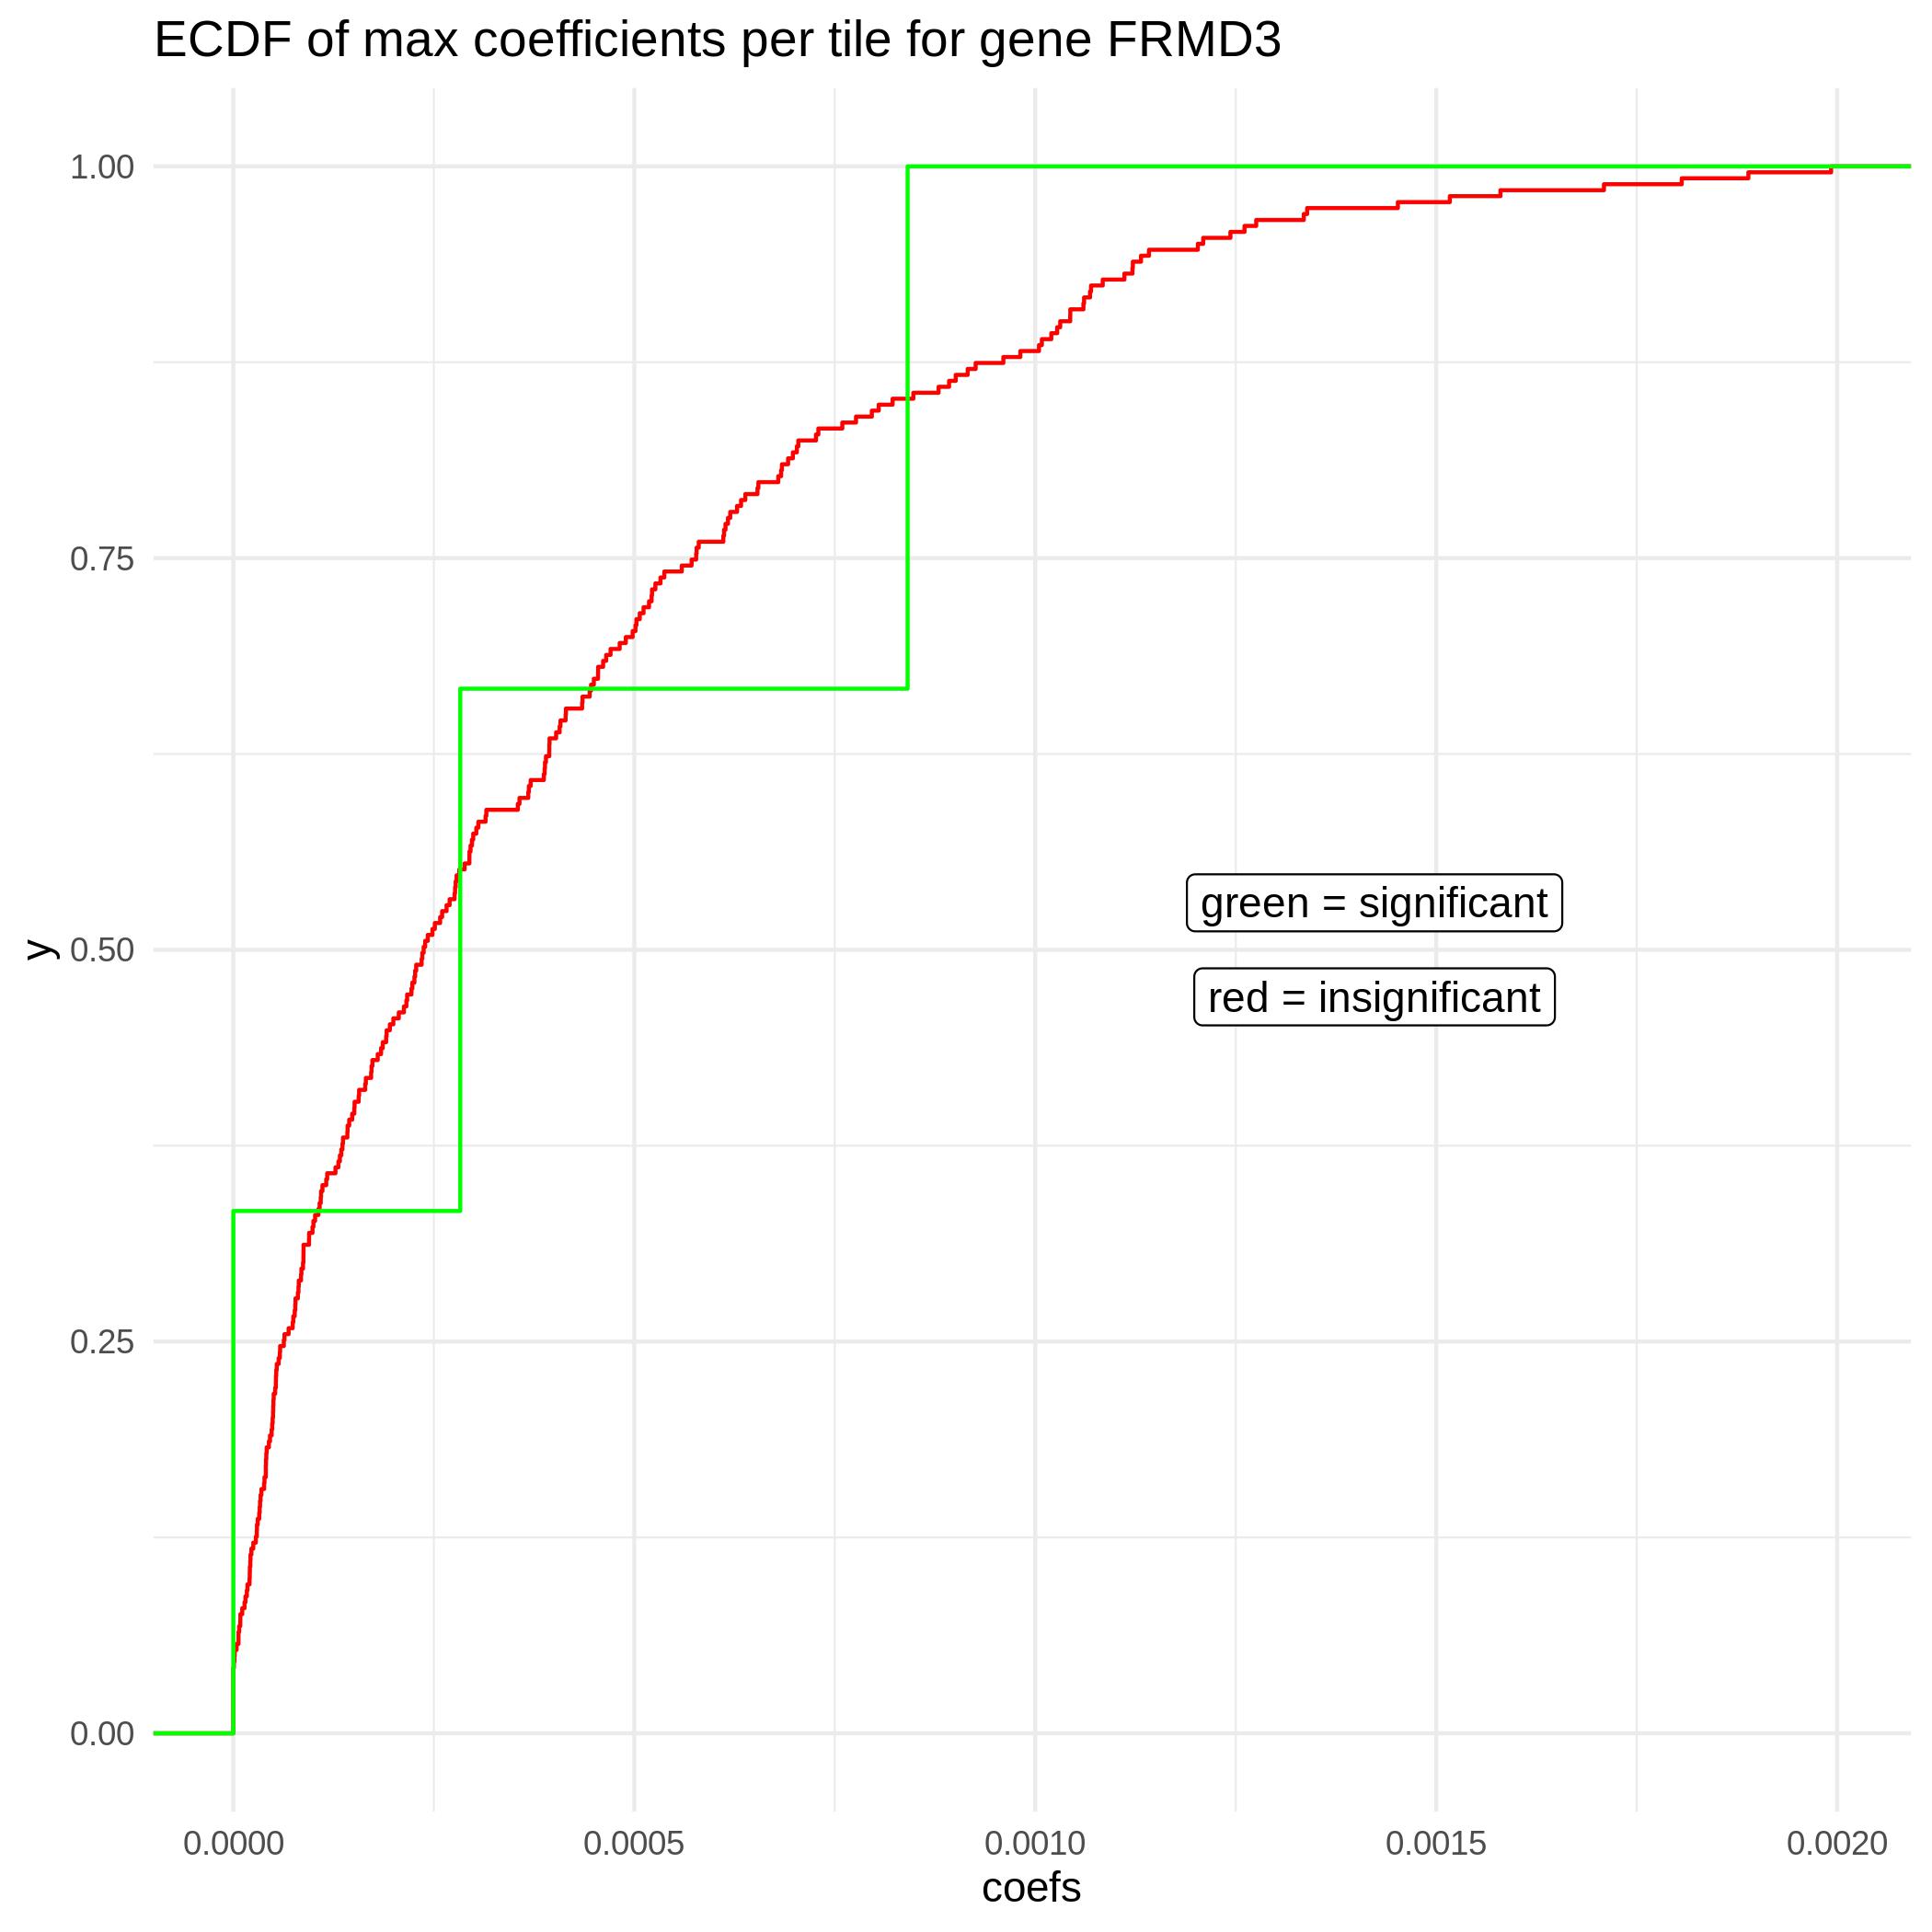 ECDF of max coefficients per tile for gene FRMD3
1.00
0.75
0.50
0.25
0.00
y
green = significant
red = insignificant
0.0000
0.0005
0.0010
0.0015
0.0020
coefs